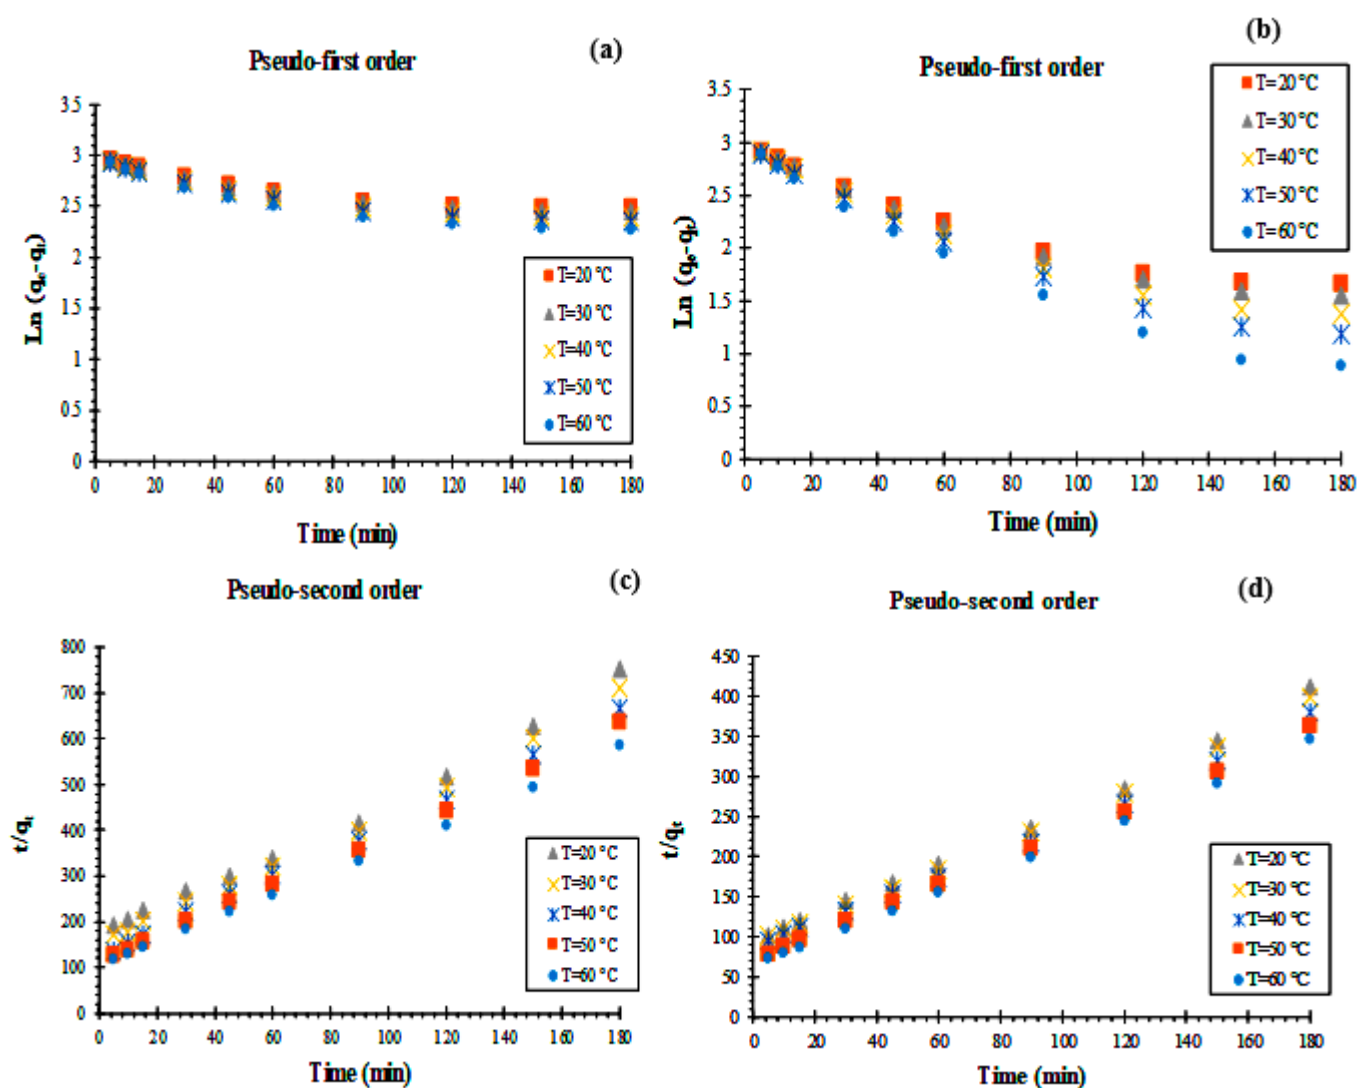 (a)
Pseudo-first order
3.5
3
2.5
2
1.5
1
0.5
0
Ln (qe-qt)
T=20 °C
T=30 °C
T=40 °C
T=50 °C
T=60 °C
0 20 40 60 80 100 120 140 160 180
Time (min)
(b)
Pseudo-first order
3.5
3
2.5
2
1.5
1
0.5
0
Ln (qe-qt)
T=20 °C
T=30 °C
T=40 °C
T=50 °C
T=60 °C
0 20 40 60 80 100 120 140 160 180
Time (min)
(c)
Pseudo-second order
800
700
600
500
400
300
200
100
0
t/qt
T=20 °C
T=30 °C
T=40 °C
T=50 °C
T=60 °C
0 20 40 60 80 100 120 140 160 180
Time (min)
(d)
Pseudo-second order
450
400
350
300
250
200
150
100
50
0
t/qt
T=20 °C
T=30 °C
T=40 °C
T=50 °C
T=60 °C
0 20 40 60 80 100 120 140 160 180
Time (min)